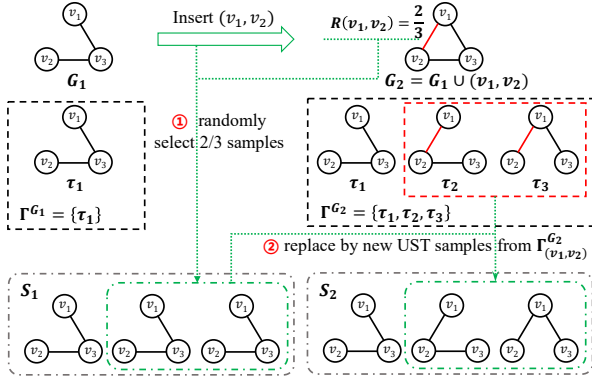 Insert (v₁, v₂)
R(v₁, v₂) = 2/3
v₁
v₂ v₃
G₁
v₁
v₂ v₃
G₂ = G₁ ∪ (v₁, v₂)
① randomly
select 2/3 samples
v₁
v₂ v₃
τ₁
Γ^{G₁} = {τ₁}
v₁ v₁ v₁
v₂ v₃ v₂ v₃ v₂ v₃
τ₁ τ₂ τ₃
Γ^{G₂} = {τ₁, τ₂, τ₃}
② replace by new UST samples from Γ^{G₂}_{(v₁,v₂)}
S₁
v₁ v₁ v₁
v₂ v₃ v₂ v₃ v₂ v₃
S₂
v₁ v₁ v₁
v₂ v₃ v₂ v₃ v₂ v₃